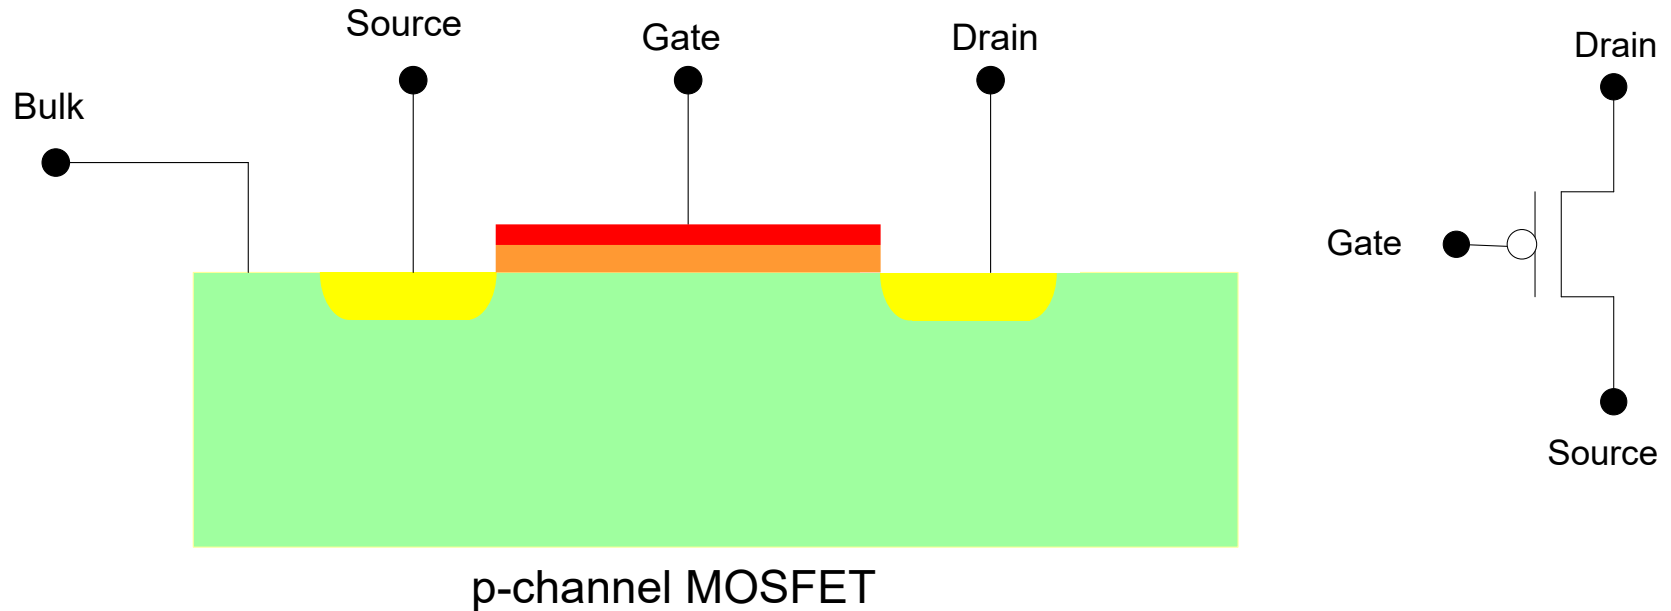 Source
Gate
Drain
Bulk
Drain
Gate
Source
p-channel MOSFET